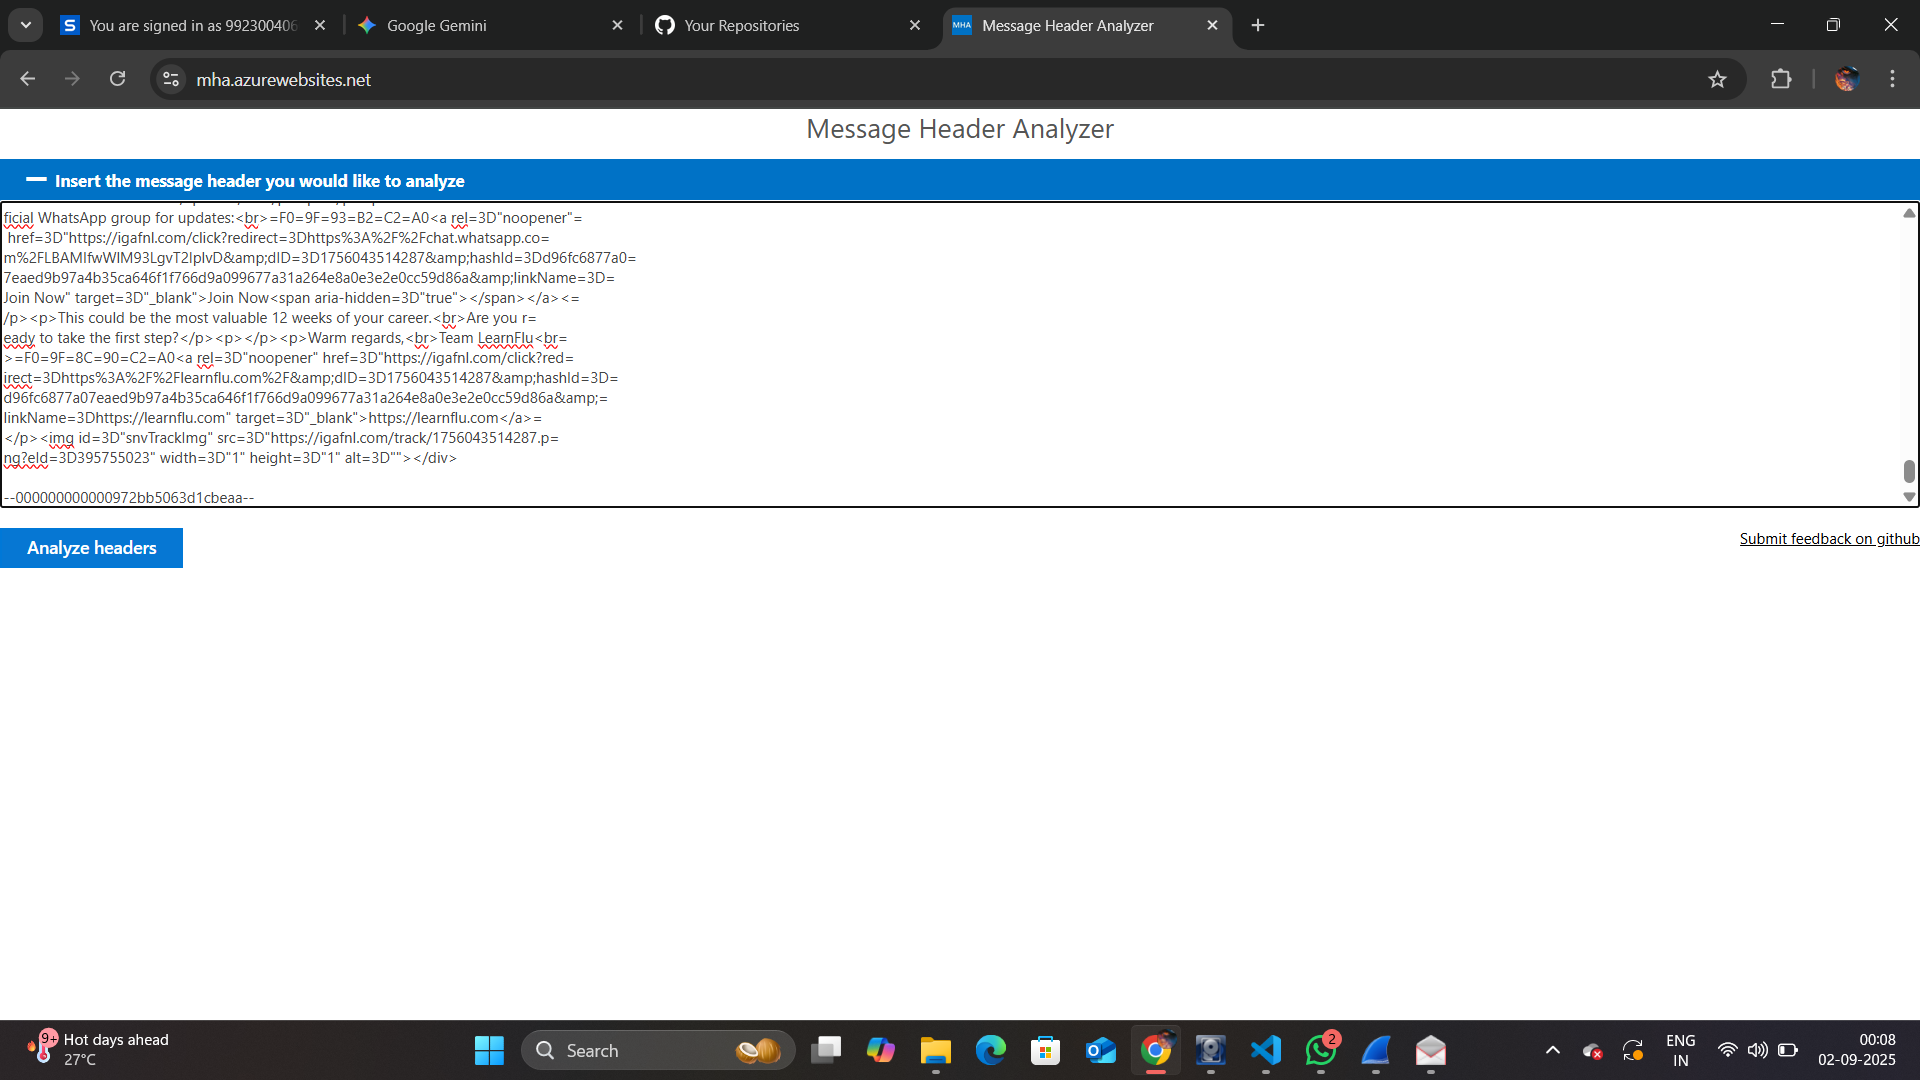 You are signed in as 992300406
Google Gemini
Your Repositories
MHA
Message Header Analyzer
mha.azurewebsites.net
Message Header Analyzer
Insert the message header you would like to analyze
ficial WhatsApp group for updates:<br>=F0=9F=93=B2=C2=A0<a rel=3D"noopener"=
href=3D"https://igafnl.com/click?redirect=3Dhttps%3A%2F%2Fchat.whatsapp.co=
m%2FLBAMIfwWIM93LgvT2IplvD&amp;dID=3D1756043514287&amp;hashId=3Dd96fc6877a0=
7eaed9b97a4b35ca646f1f766d9a099677a31a264e8a0e3e2e0cc59d86a&amp;linkName=3D=
Join Now" target=3D"_blank">Join Now<span aria-hidden=3D"true"></span></a><=
/p><p>This could be the most valuable 12 weeks of your career.<br>Are you r=
eady to take the first step?</p><p></p><p>Warm regards,<br>Team LearnFlu<br=
>=F0=9F=8C=90=C2=A0<a rel=3D"noopener" href=3D"https://igafnl.com/click?red=
irect=3Dhttps%3A%2F%2Flearnflu.com%2F&amp;dID=3D1756043514287&amp;hashId=3D=
d96fc6877a07eaed9b97a4b35ca646f1f766d9a099677a31a264e8a0e3e2e0cc59d86a&amp;=
linkName=3Dhttps://learnflu.com" target=3D"_blank">https://learnflu.com</a>=
</p><img id=3D"snvTrackImg" src=3D"https://igafnl.com/track/1756043514287.p=
ng?eId=3D395755023" width=3D"1" height=3D"1" alt=3D""></div>
--000000000000972bb5063d1cbeaa--
Analyze headers
Submit feedback on github
9+
Hot days ahead
27°C
Search
2
ENG
IN
00:08
02-09-2025